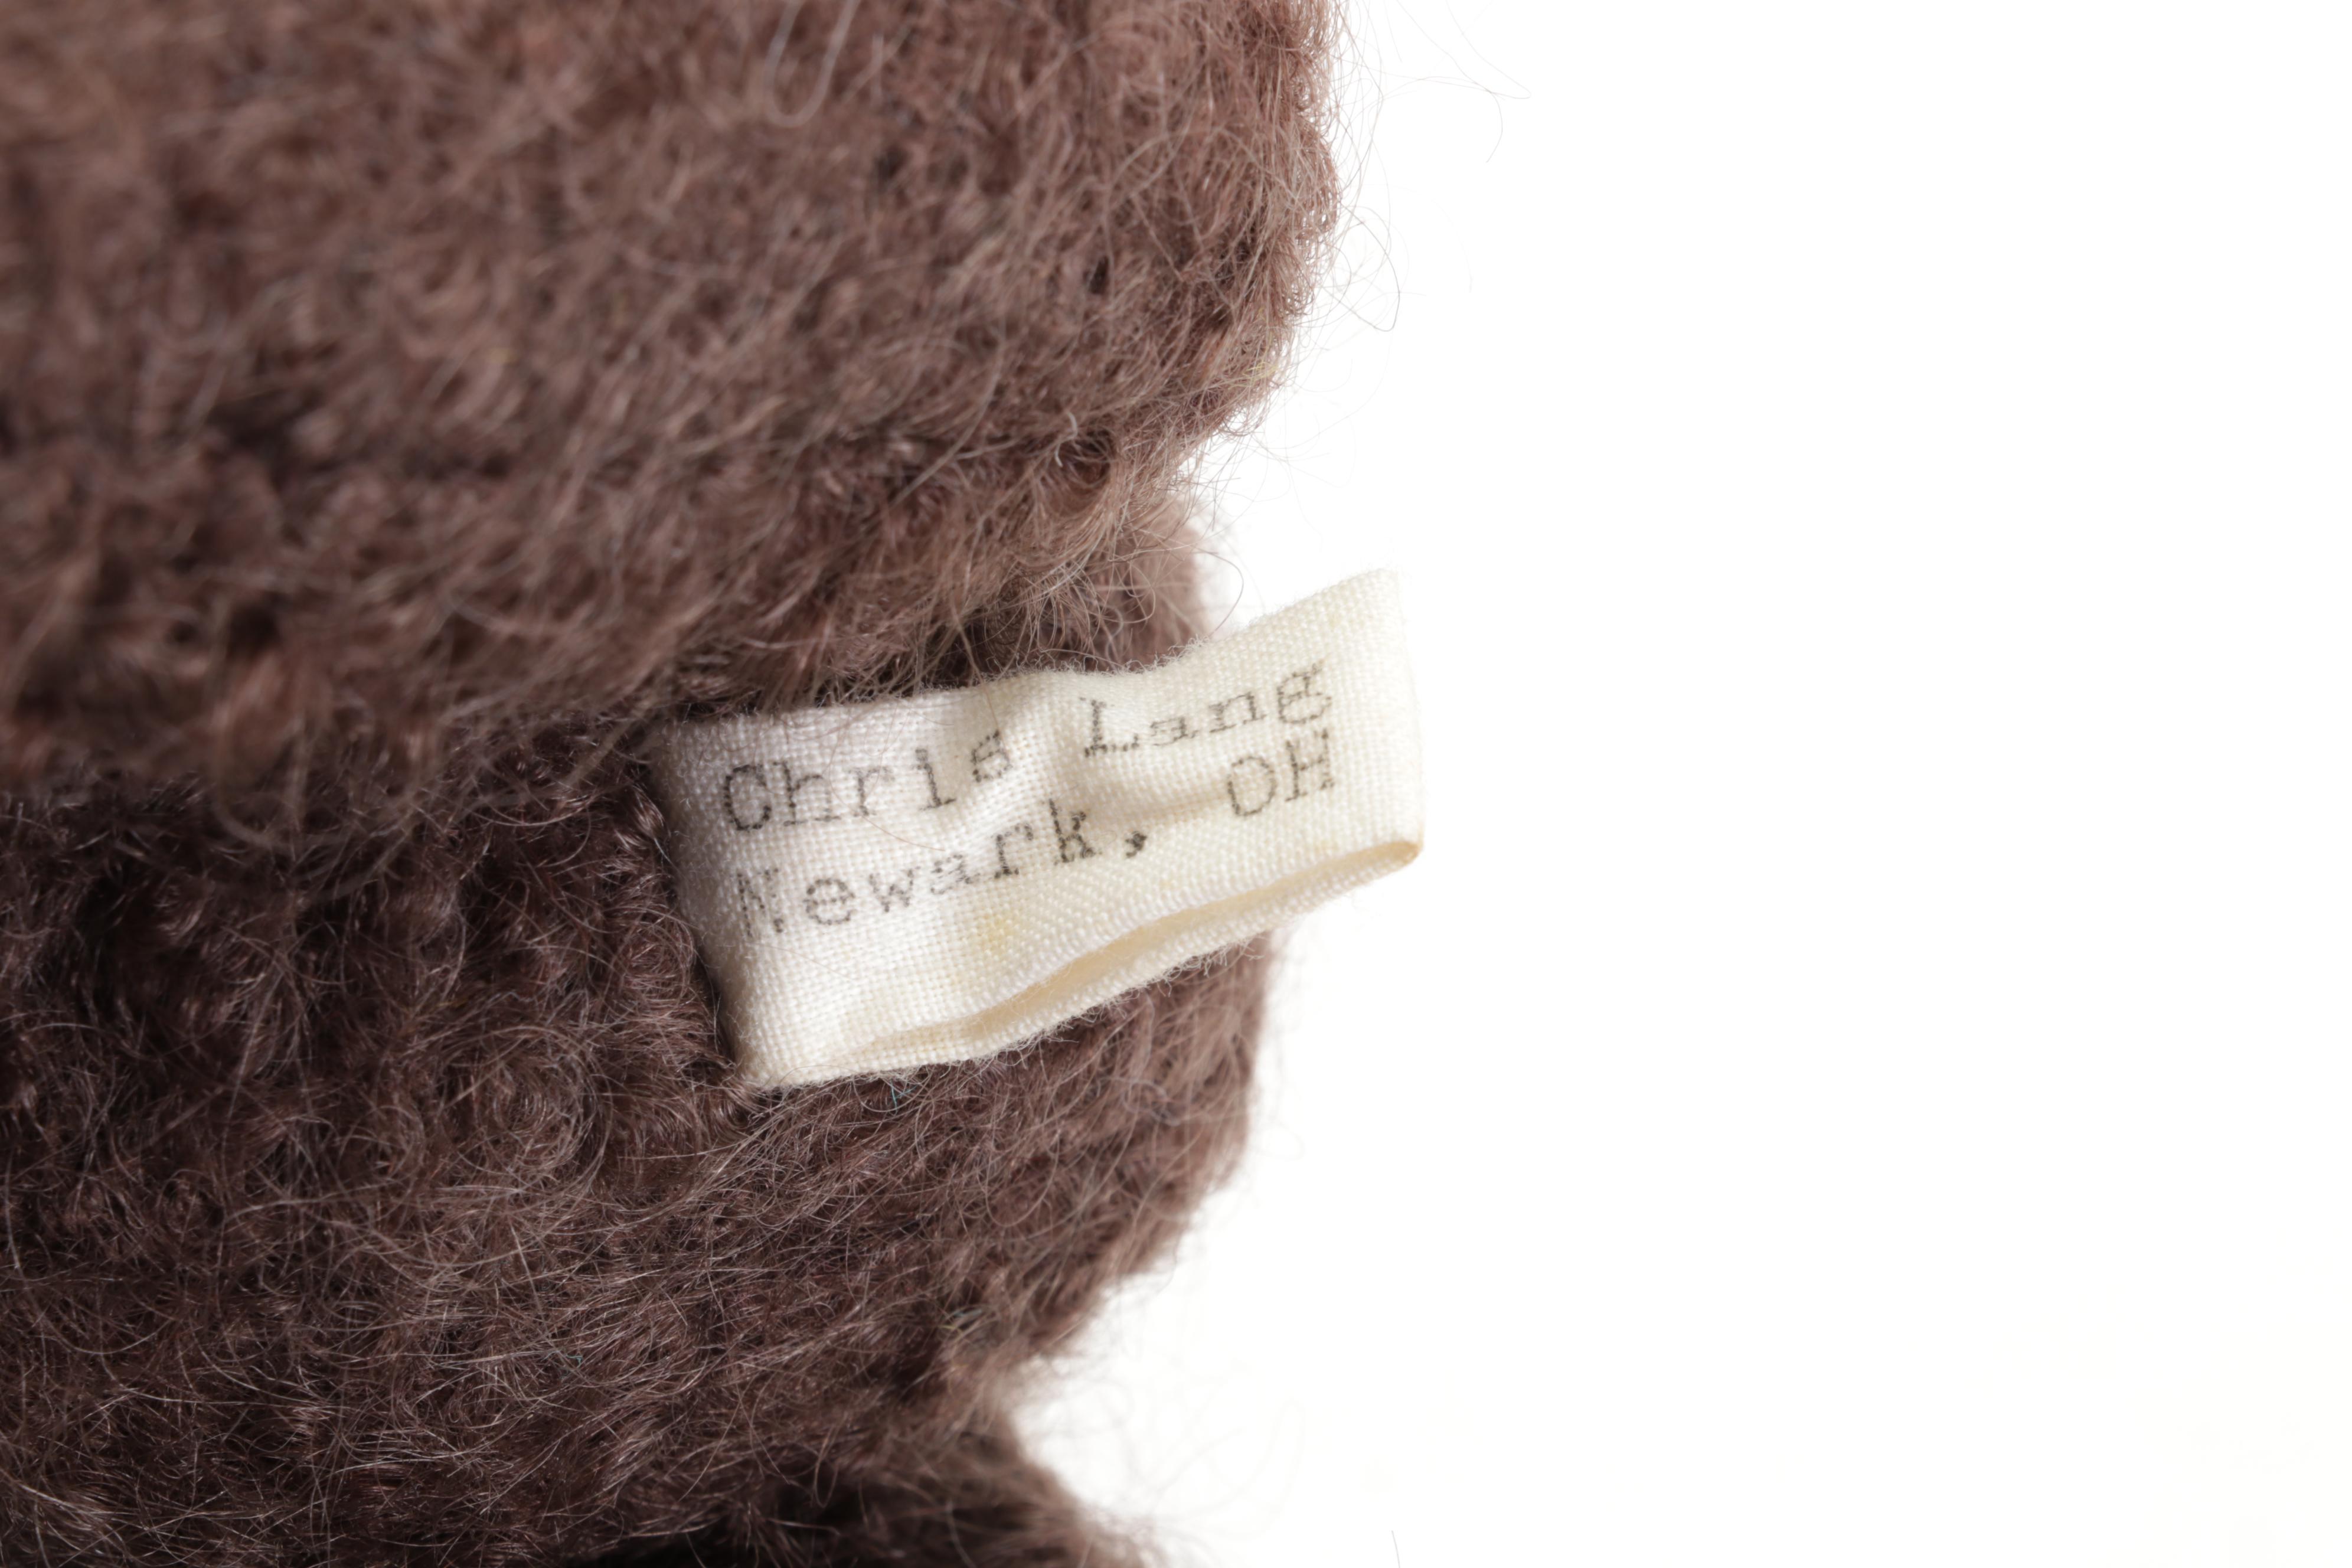 Chris Lang
Newark, OH